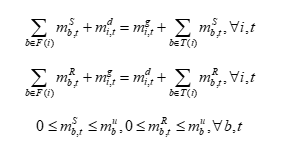 ∑_{b∈F(i)} m^S_{b,t} + m^d_{i,t} = m^g_{i,t} + ∑_{b∈T(i)} m^S_{b,t}, ∀i,t
∑_{b∈F(i)} m^R_{b,t} + m^g_{i,t} = m^d_{i,t} + ∑_{b∈T(i)} m^R_{b,t}, ∀i,t
0 ≤ m^S_{b,t} ≤ m^u_b, 0 ≤ m^R_{b,t} ≤ m^u_b, ∀b,t